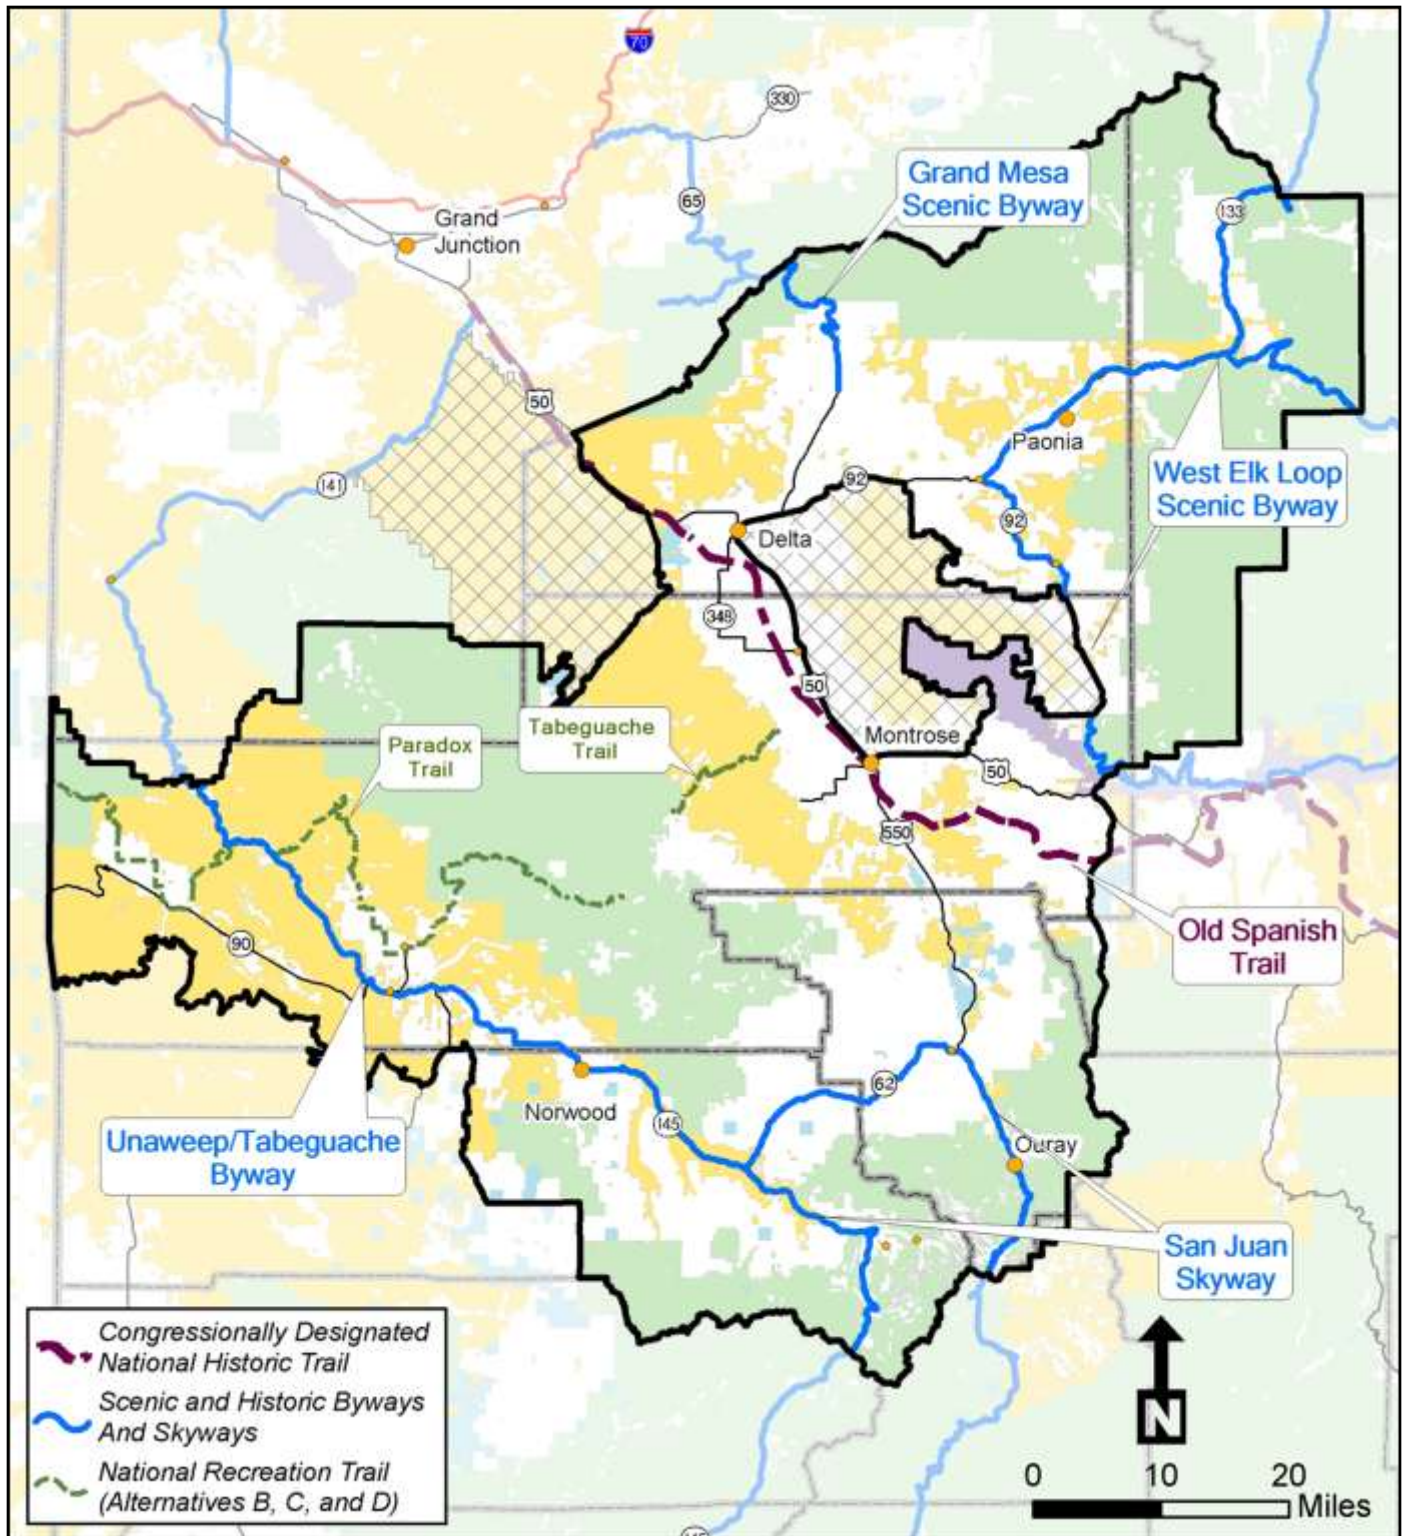 70
330
Grand Mesa
Scenic Byway
65
133
Grand
Junction
50
Paonia
141
92
West Elk Loop
Scenic Byway
92
Delta
348
50
Tabeguache
Trail
Montrose
Paradox
Trail
50
550
Old Spanish
Trail
90
62
Norwood
145
Ouray
Unaweep/Tabeguache
Byway
San Juan
Skyway
Congressionally Designated
National Historic Trail
Scenic and Historic Byways
And Skyways
National Recreation Trail
(Alternatives B, C, and D)
N
0 10 20
Miles